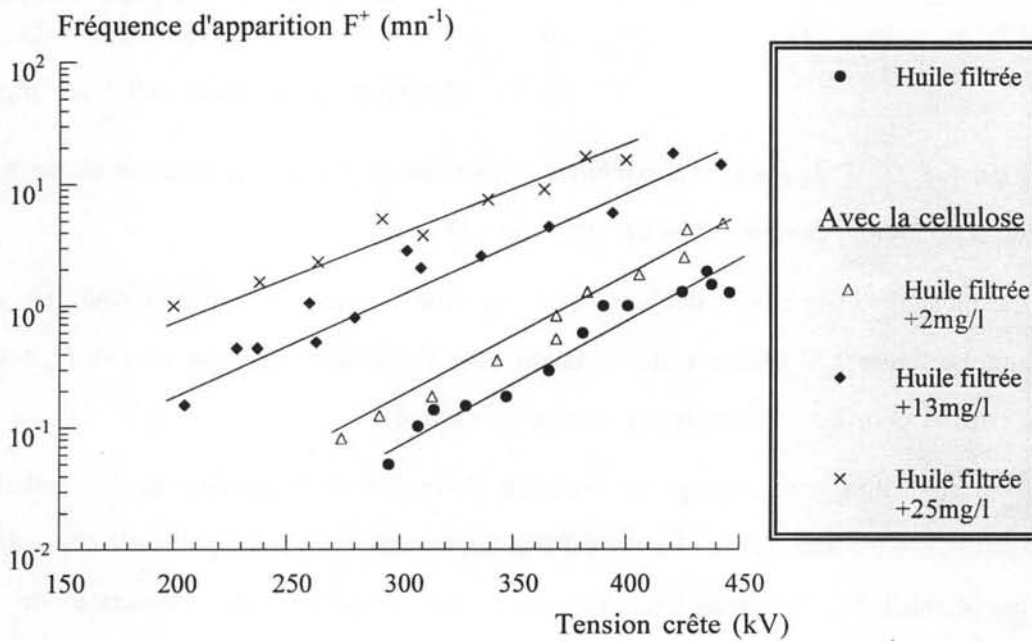 Fréquence d'apparition F⁺ (mn⁻¹)
10²
10¹
10⁰
10⁻¹
10⁻²
150 200 250 300 350 400 450
Tension crête (kV)
Huile filtrée
Avec la cellulose
Huile filtrée
+2mg/l
Huile filtrée
+13mg/l
Huile filtrée
+25mg/l